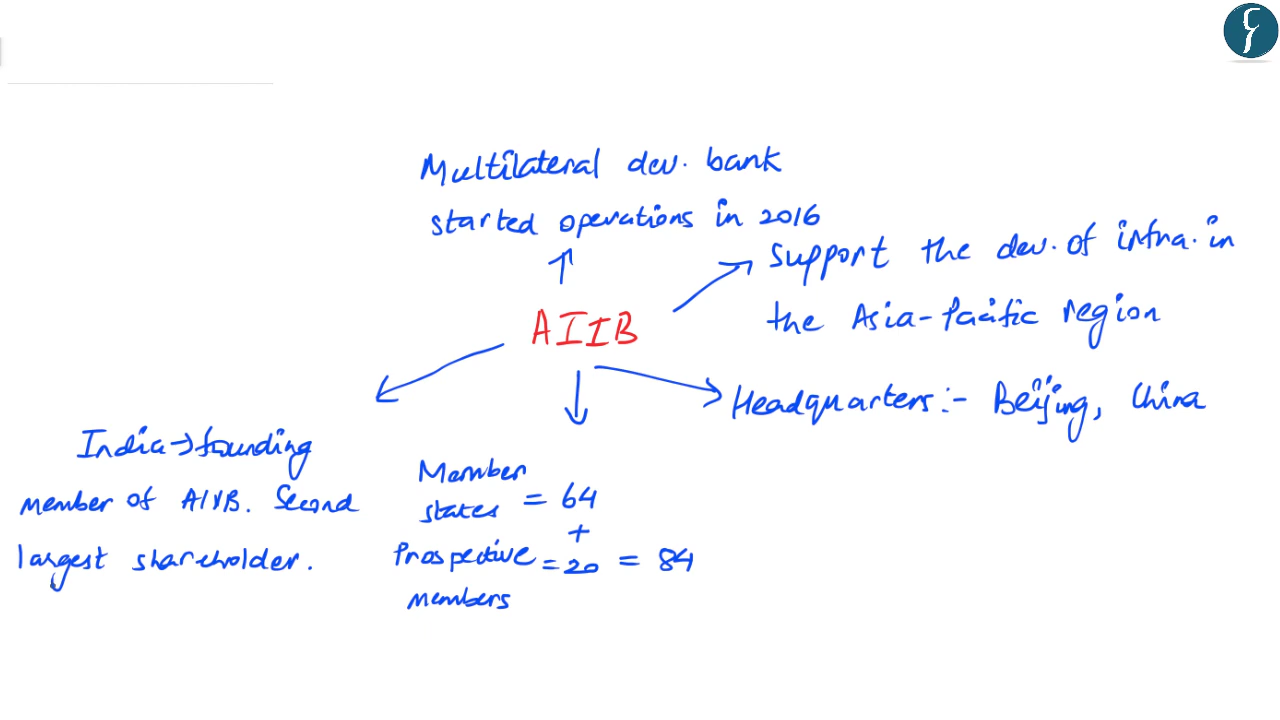 Multilateral dev. bank
started operations in 2016
support the dev. of infra. in
the Asia-Pacific region
AIIB
Headquarters:- Beijing, China
India→founding
member of AIIB. Second
largest shareholder.
Member
states = 64
+
Prospective = 20 = 84
members